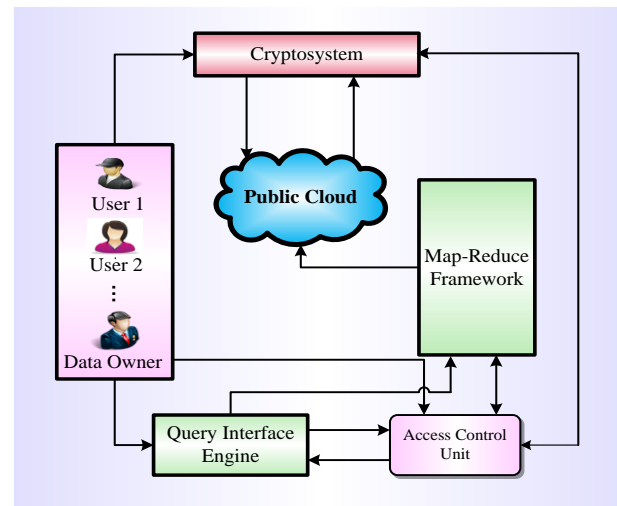 Cryptosystem
User 1
User 2
⋮
Data Owner
Public Cloud
Map-Reduce
Framework
Query Interface
Engine
Access Control
Unit